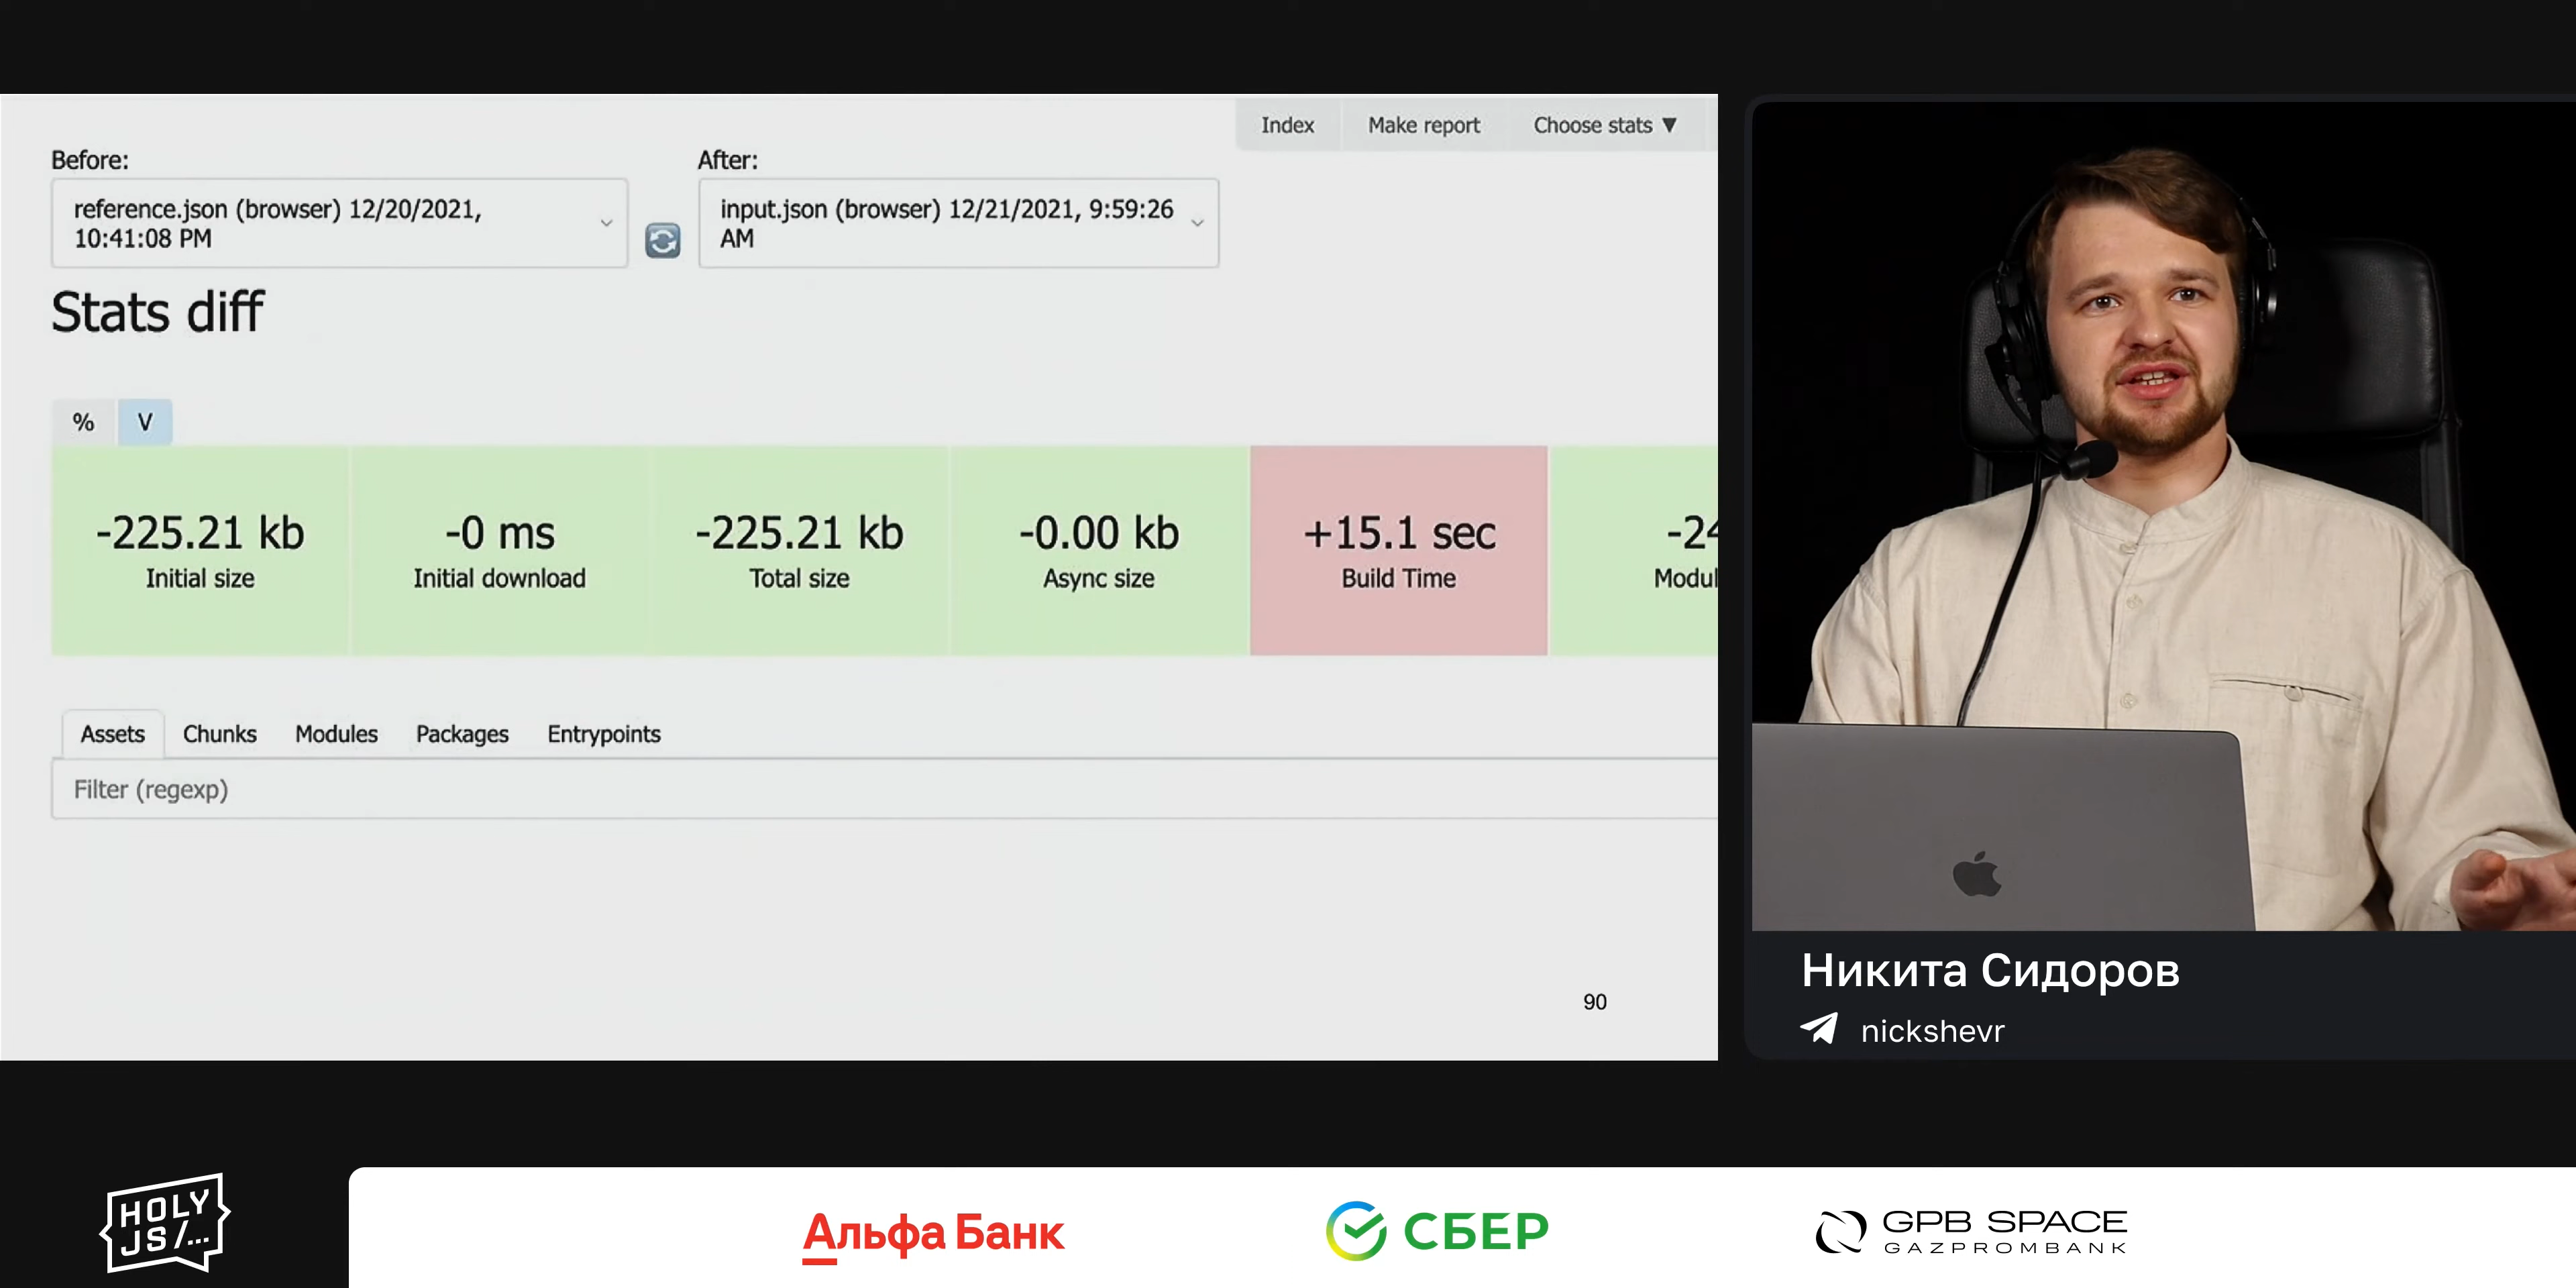 Index
Make report
Choose stats ▼
Before:
After:
reference.json (browser) 12/20/2021,
10:41:08 PM
input.json (browser) 12/21/2021, 9:59:26
AM
Stats diff
%
V
-225.21 kb
Initial size
-0 ms
Initial download
-225.21 kb
Total size
-0.00 kb
Async size
+15.1 sec
Build Time
-24
Modul
Assets
Chunks
Modules
Packages
Entrypoints
Filter (regexp)
90
Никита Сидоров
nickshevr
HOLY
JS/...
Альфа Банк
СБЕР
GPB SPACE
GAZPROMBANK